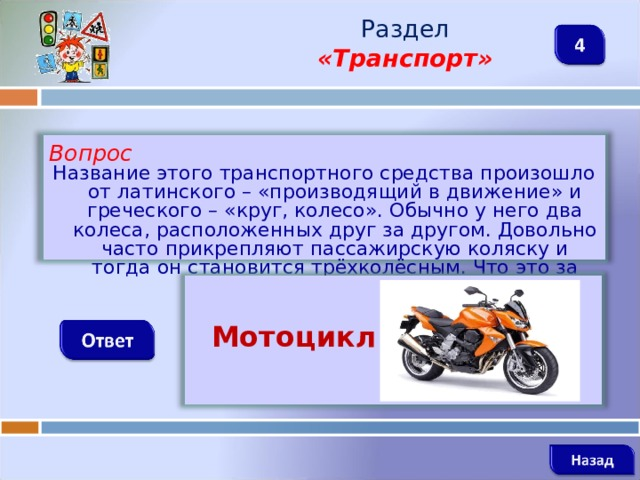 Раздел
«Транспорт»
4
Вопрос
Название этого транспортного средства произошло
от латинского – «производящий в движение» и
греческого – «круг, колесо». Обычно у него два
колеса, расположенных друг за другом. Довольно
часто прикрепляют пассажирскую коляску и
тогда он становится трёхколёсным. Что это за
Мотоцикл
Ответ
Назад